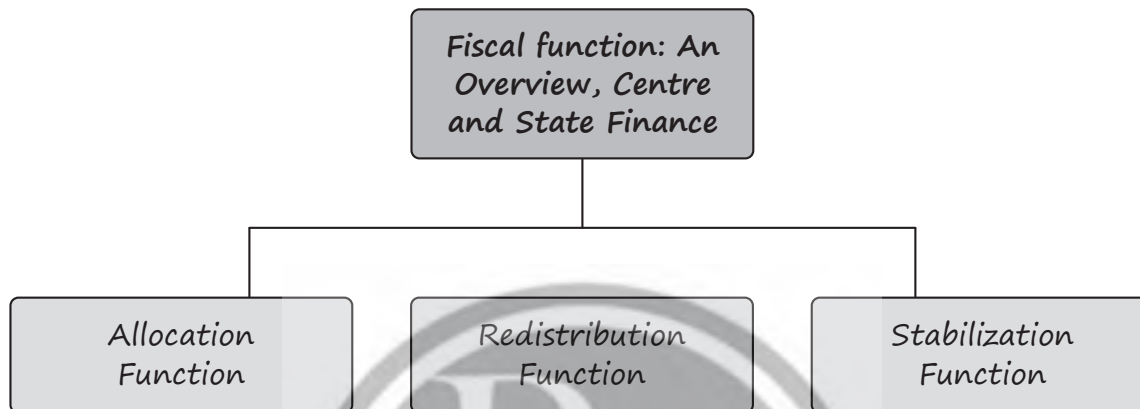 Fiscal function: An
Overview, Centre
and State Finance
Allocation
Function
Redistribution
Function
Stabilization
Function